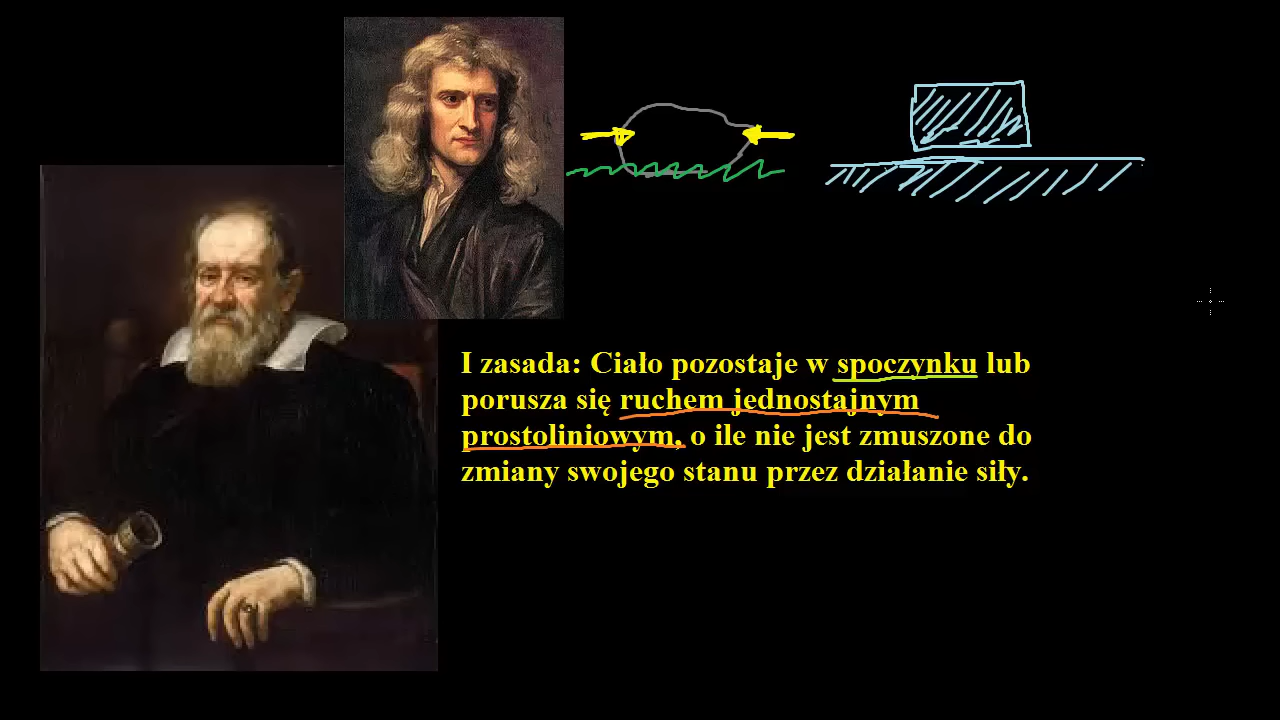 I zasada: Ciało pozostaje w spoczynku lub
porusza się ruchem jednostajnym
prostoliniowym, o ile nie jest zmuszone do
zmiany swojego stanu przez działanie siły.